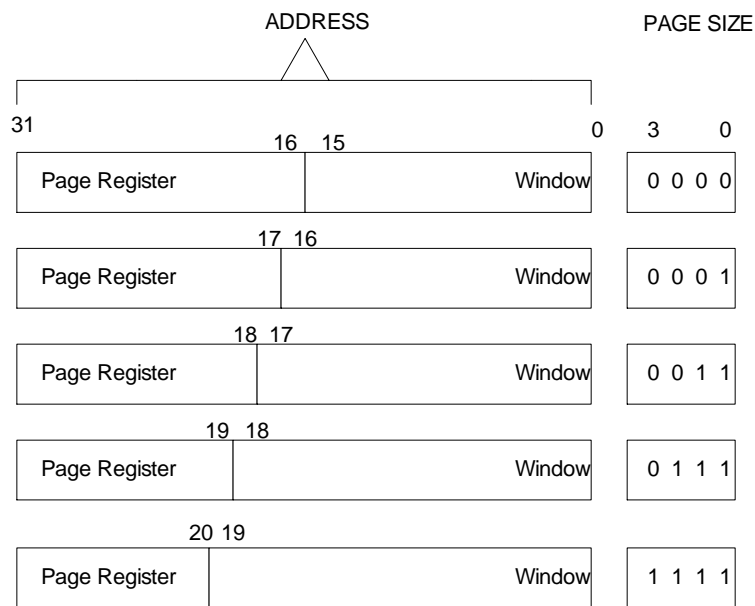 ADDRESS PAGE SIZE
31 0 3 0
16 15
Page Register Window 0 0 0 0
17 16
Page Register Window 0 0 0 1
18 17
Page Register Window 0 0 1 1
19 18
Page Register Window 0 1 1 1
20 19
Page Register Window 1 1 1 1